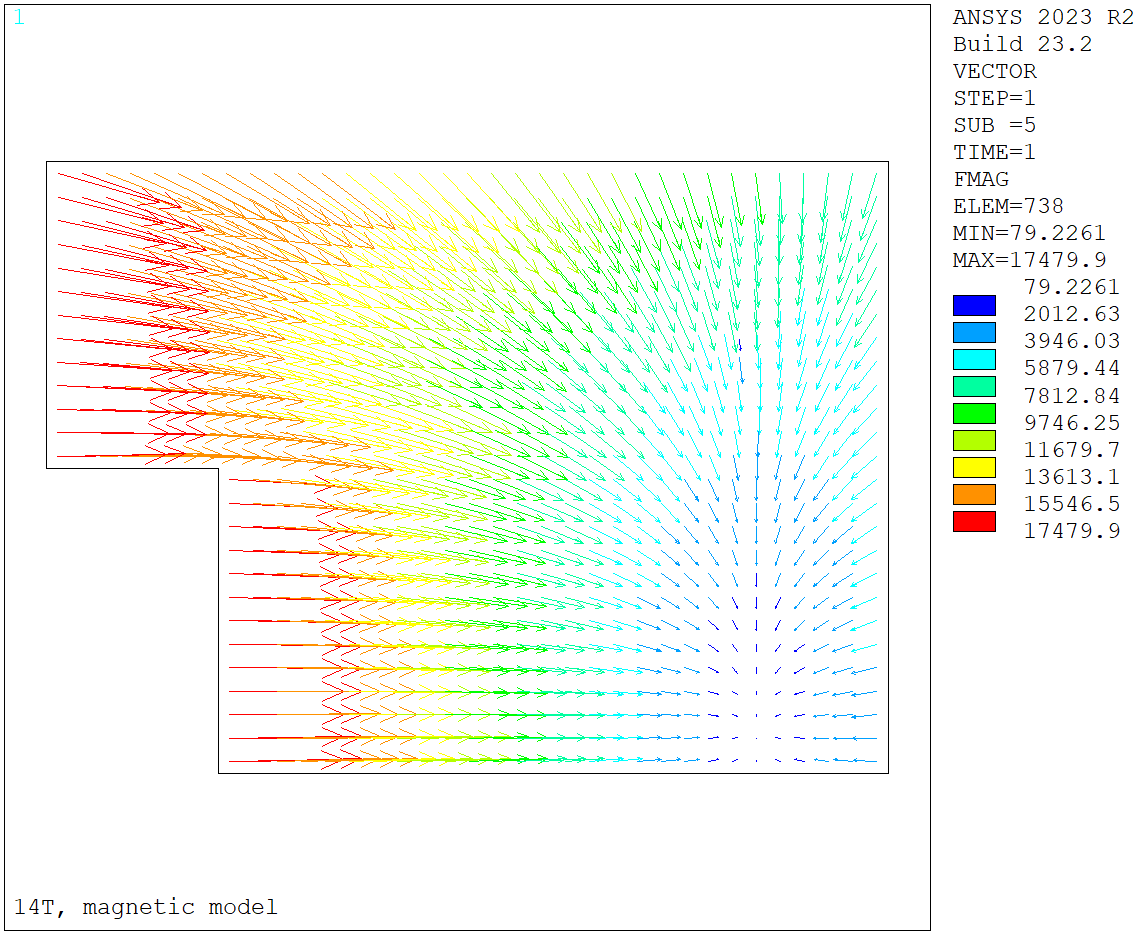 1
ANSYS 2023 R2
Build 23.2
VECTOR
STEP=1
SUB =5
TIME=1
FMAG
ELEM=738
MIN=79.2261
MAX=17479.9
79.2261
2012.63
3946.03
5879.44
7812.84
9746.25
11679.7
13613.1
15546.5
17479.9
14T, magnetic model